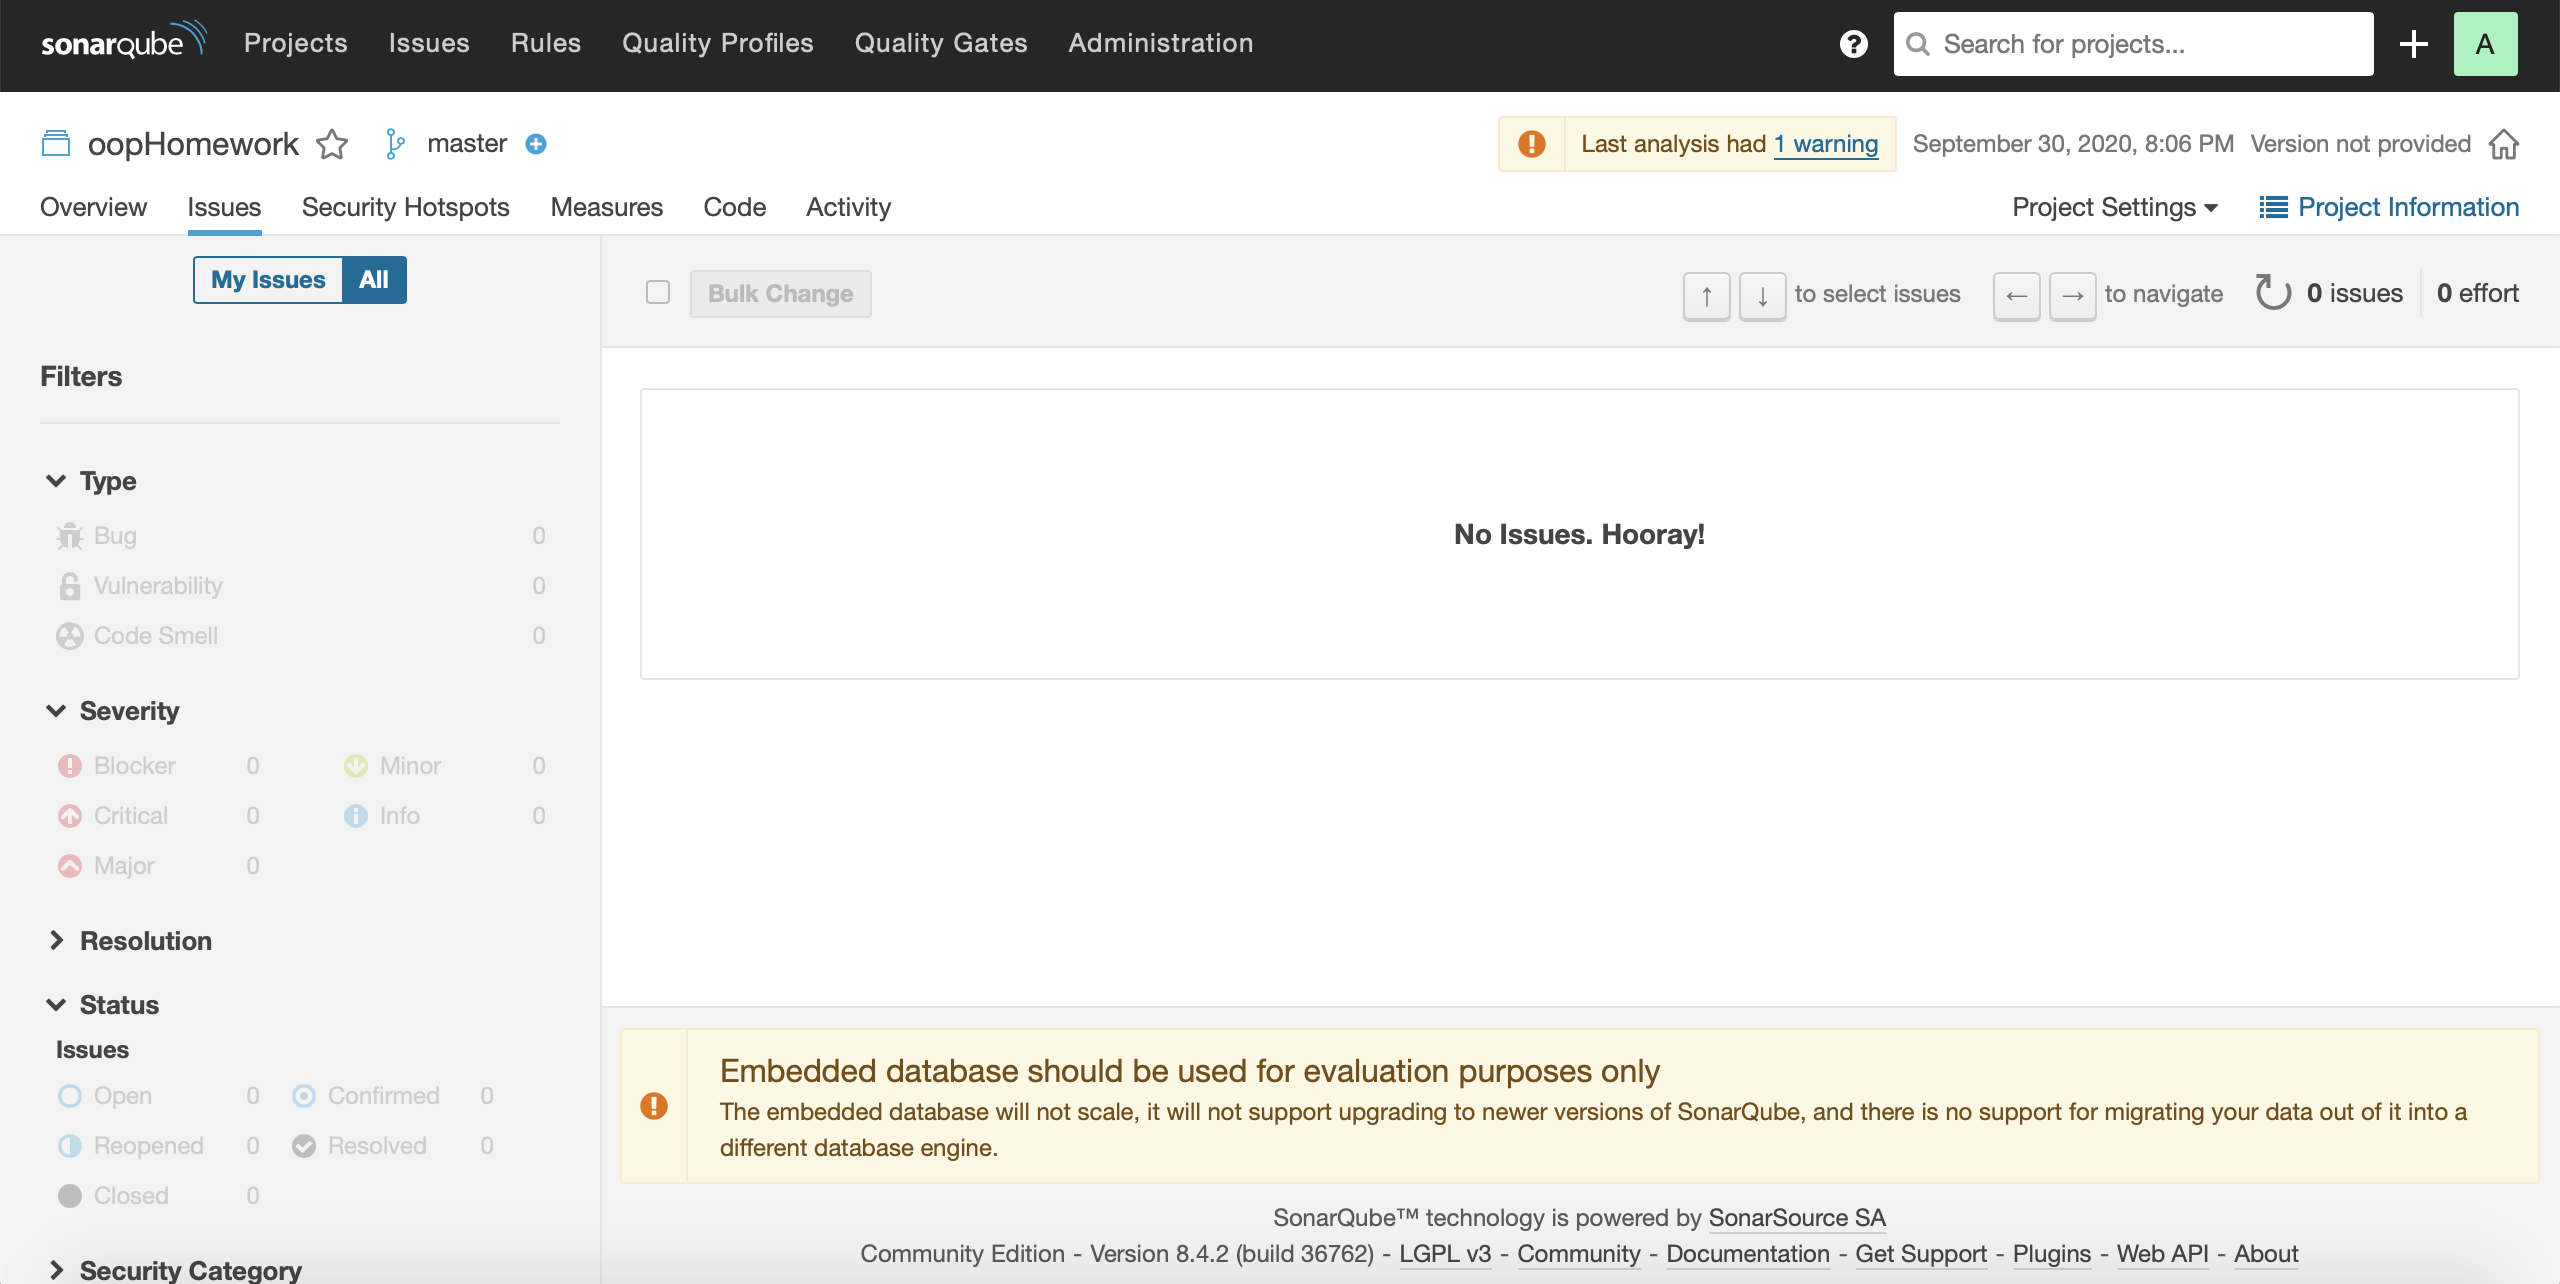 sonarqube Projects Issues Rules Quality Profiles Quality Gates Administration ? Search for projects... + A
oopHomework master Last analysis had 1 warning September 30, 2020, 8:06 PM Version not provided
Overview Issues Security Hotspots Measures Code Activity Project Settings Project Information
My Issues All
Bulk Change ↑ ↓ to select issues ← → to navigate 0 issues 0 effort
Filters
Type
Bug 0
Vulnerability 0
Code Smell 0
Severity
Blocker 0 Minor 0
Critical 0 Info 0
Major 0
Resolution
Status
Issues
Open 0 Confirmed 0
Reopened 0 Resolved 0
Closed 0
Security Category
No Issues. Hooray!
Embedded database should be used for evaluation purposes only
The embedded database will not scale, it will not support upgrading to newer versions of SonarQube, and there is no support for migrating your data out of it into a
different database engine.
SonarQube™ technology is powered by SonarSource SA
Community Edition - Version 8.4.2 (build 36762) - LGPL v3 - Community - Documentation - Get Support - Plugins - Web API - About